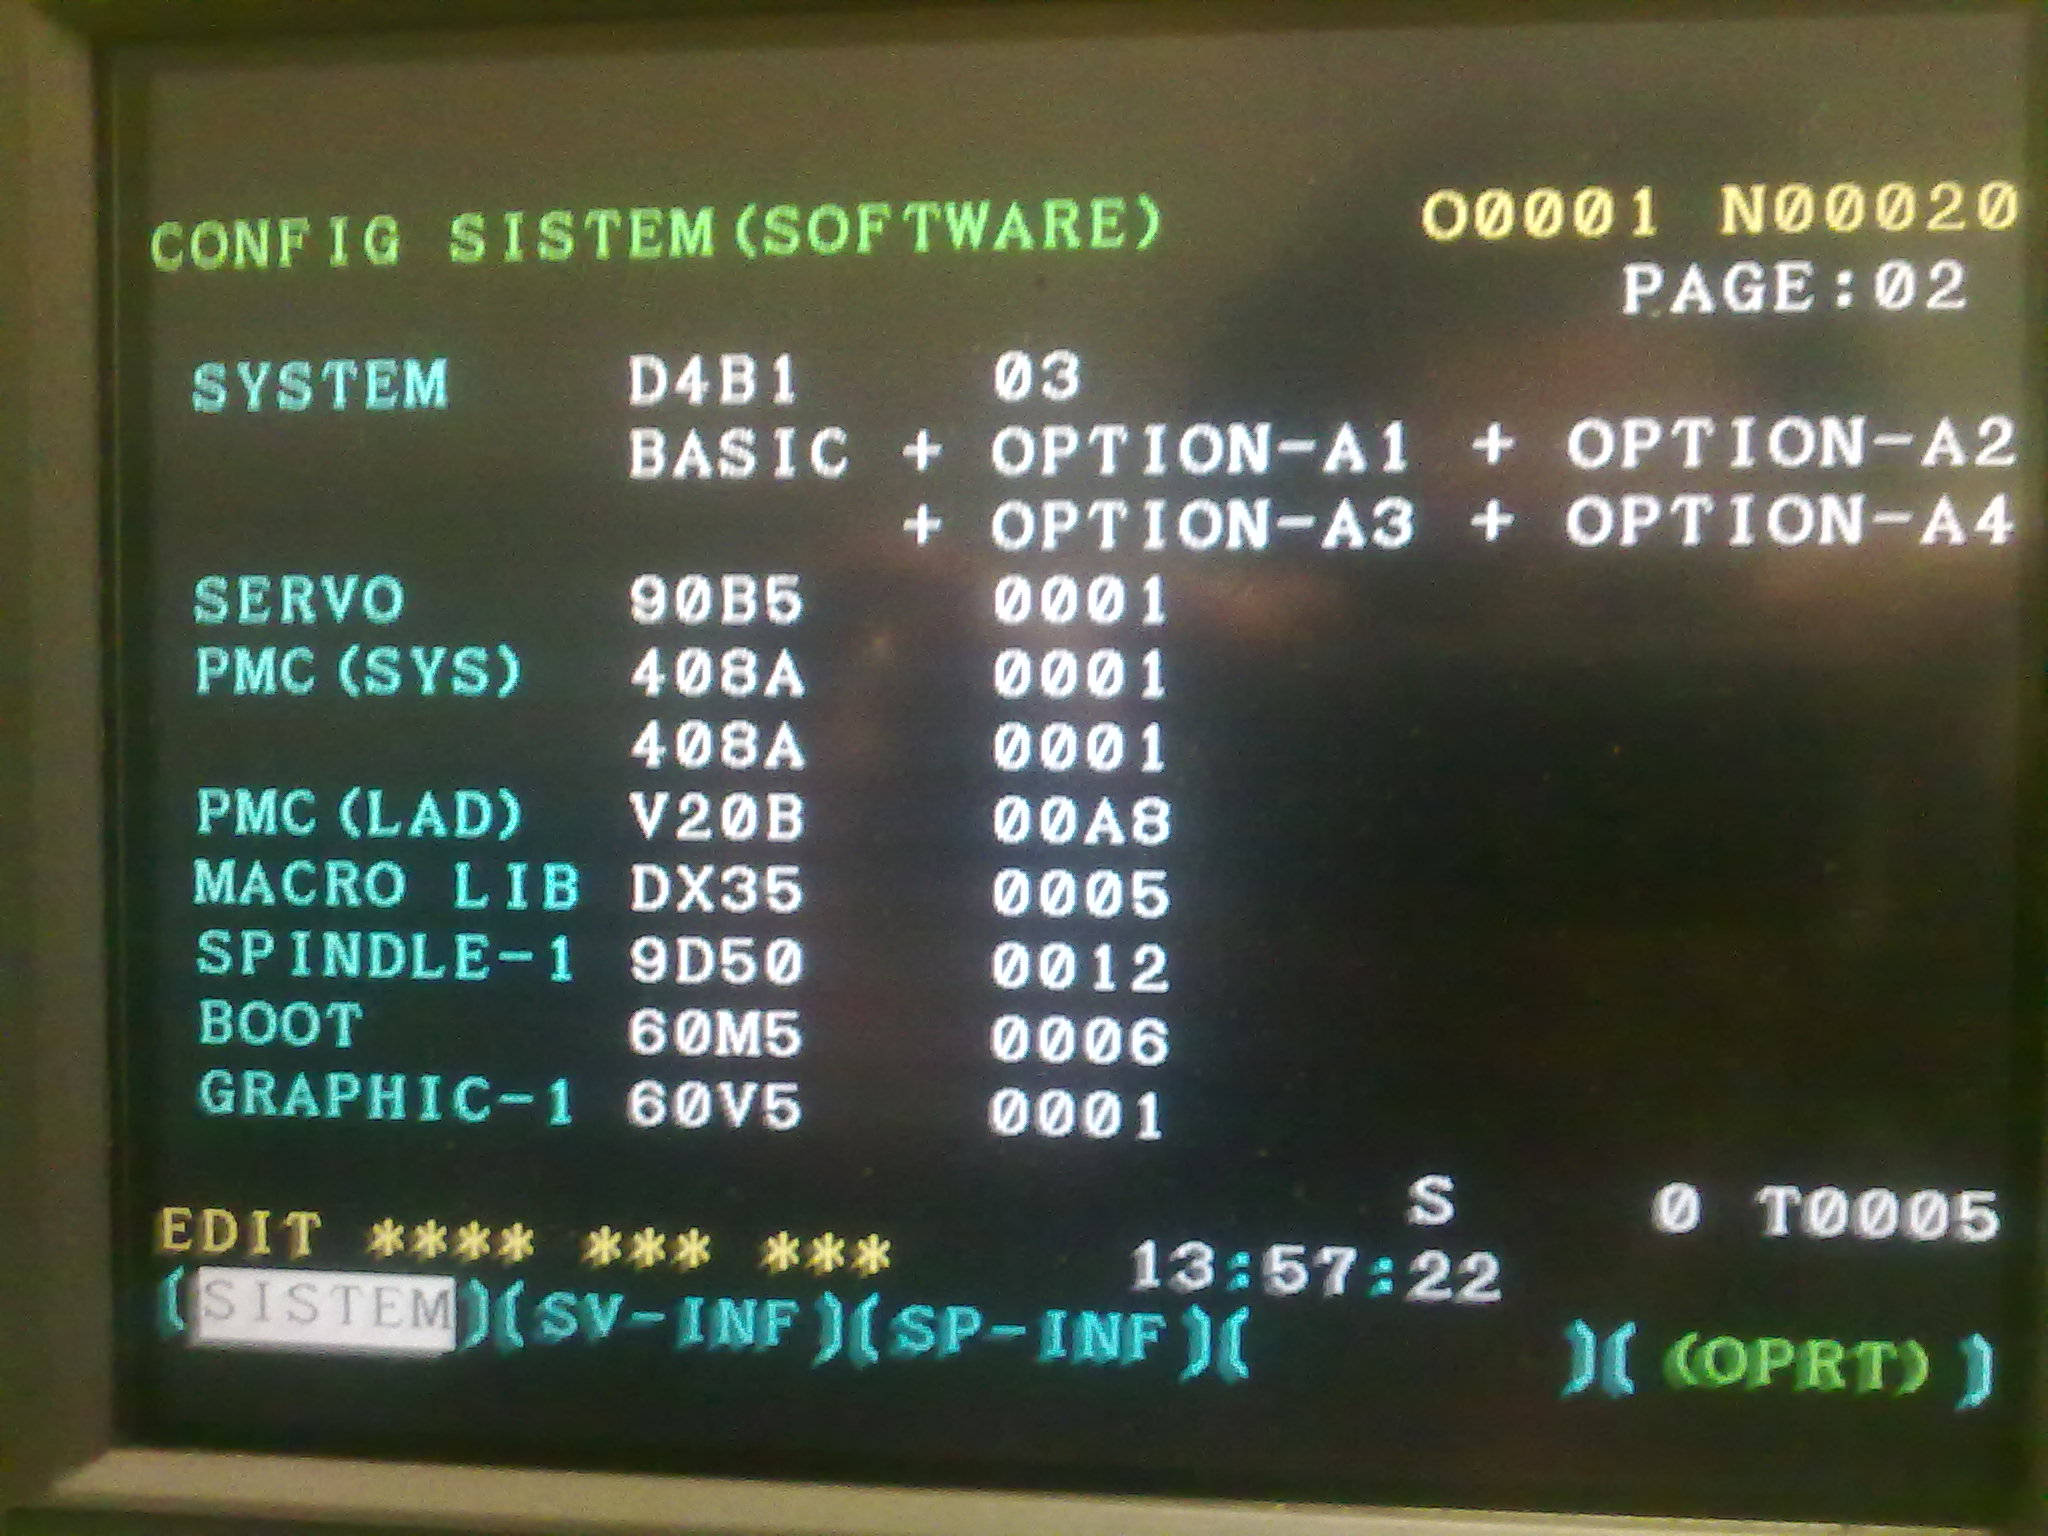 CONFIG SISTEM(SOFTWARE) O0001 N00020
PAGE:02
SYSTEM D4B1 03
BASIC + OPTION-A1 + OPTION-A2
+ OPTION-A3 + OPTION-A4
SERVO 90B5 0001
PMC(SYS) 408A 0001
408A 0001
PMC(LAD) V20B 00A8
MACRO LIB DX35 0005
SPINDLE-1 9D50 0012
BOOT 60M5 0006
GRAPHIC-1 60V5 0001
S 0 T0005
EDIT **** *** *** 13:57:22
(SISTEM)(SV-INF)(SP-INF)( )((OPRT))